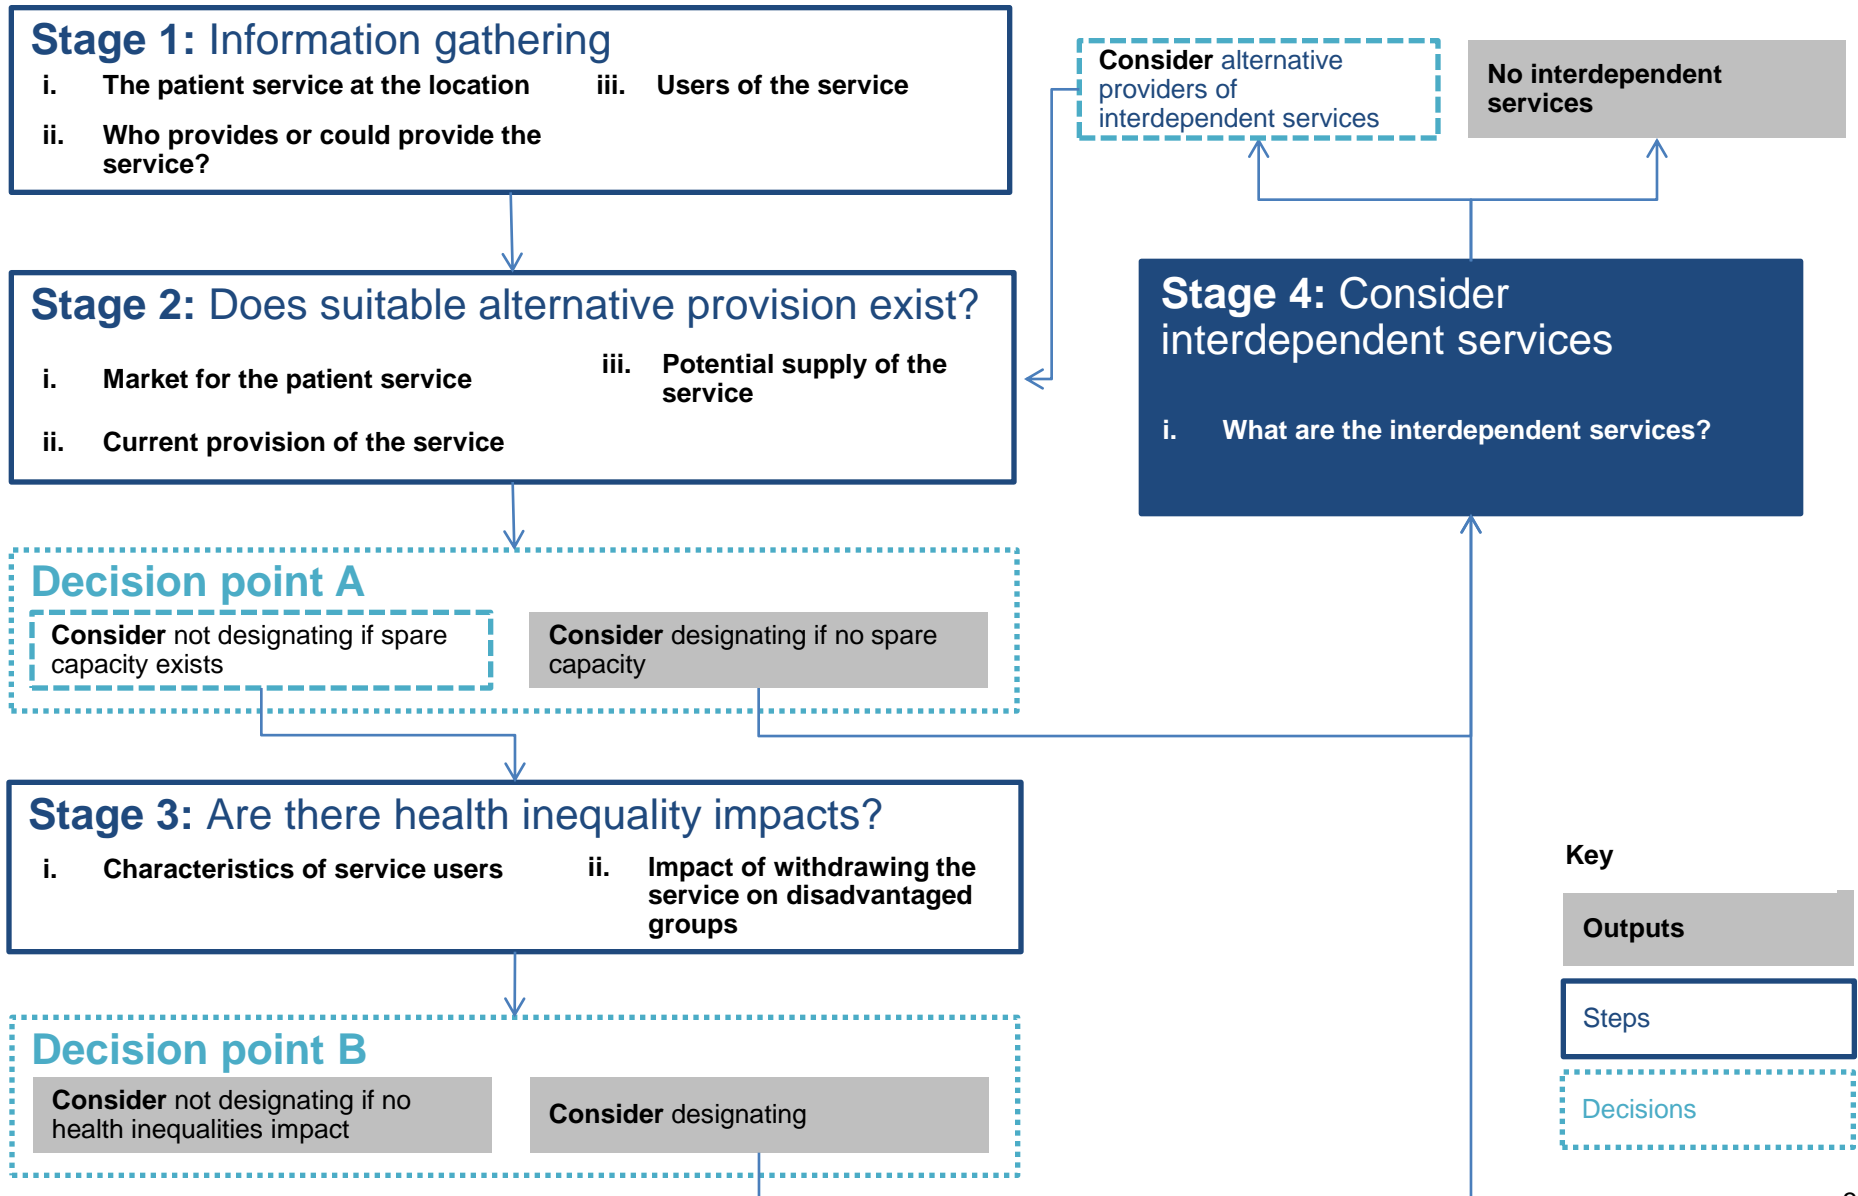 Stage 1: Information gathering
i. The patient service at the location
ii. Who provides or could provide the
service?
iii. Users of the service
Consider alternative
providers of
interdependent services
No interdependent
services
Stage 2: Does suitable alternative provision exist?
i. Market for the patient service
ii. Current provision of the service
iii. Potential supply of the
service
Stage 4: Consider
interdependent services
i. What are the interdependent services?
Decision point A
Consider not designating if spare
capacity exists
Consider designating if no spare
capacity
Stage 3: Are there health inequality impacts?
i. Characteristics of service users
ii. Impact of withdrawing the
service on disadvantaged
groups
Decision point B
Consider not designating if no
health inequalities impact
Consider designating
Key
Outputs
Steps
Decisions